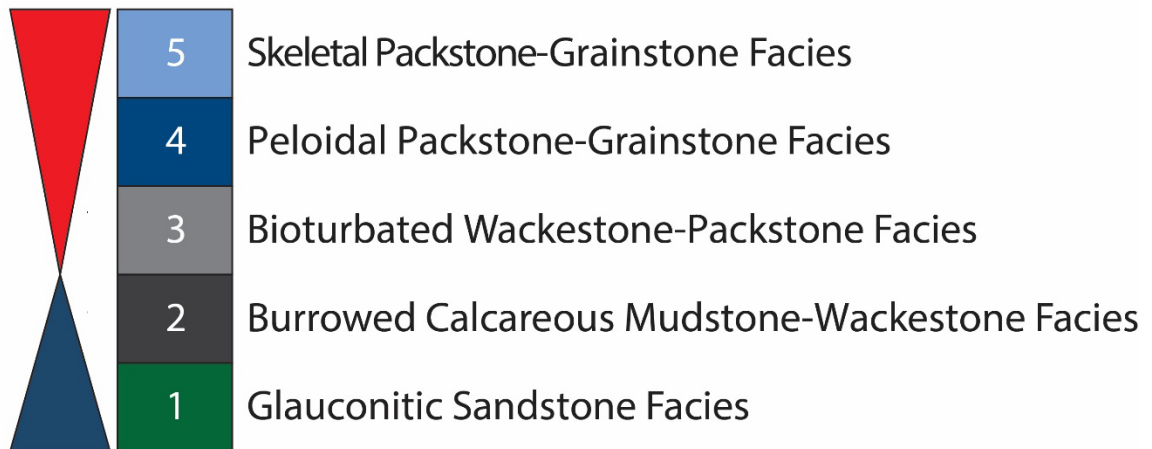 5 Skeletal Packstone-Grainstone Facies
4 Peloidal Packstone-Grainstone Facies
3 Bioturbated Wackestone-Packstone Facies
2 Burrowed Calcareous Mudstone-Wackestone Facies
1 Glauconitic Sandstone Facies